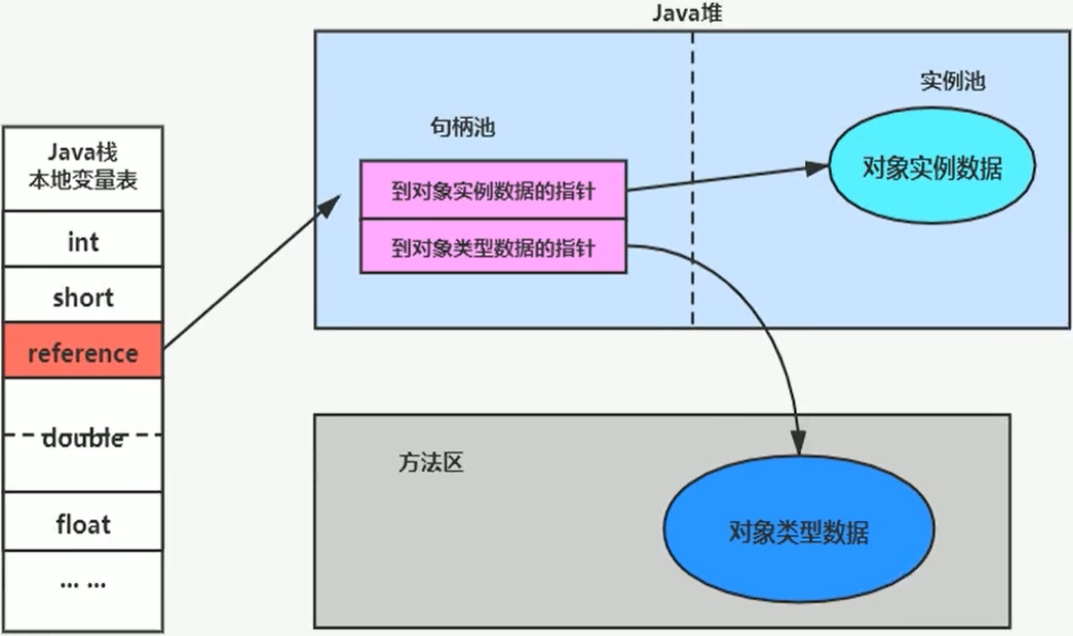 Java堆
实例池
句柄池
对象实例数据
到对象实例数据的指针
到对象类型数据的指针
Java栈
本地变量表
int
short
reference
double
float
... ...
方法区
对象类型数据